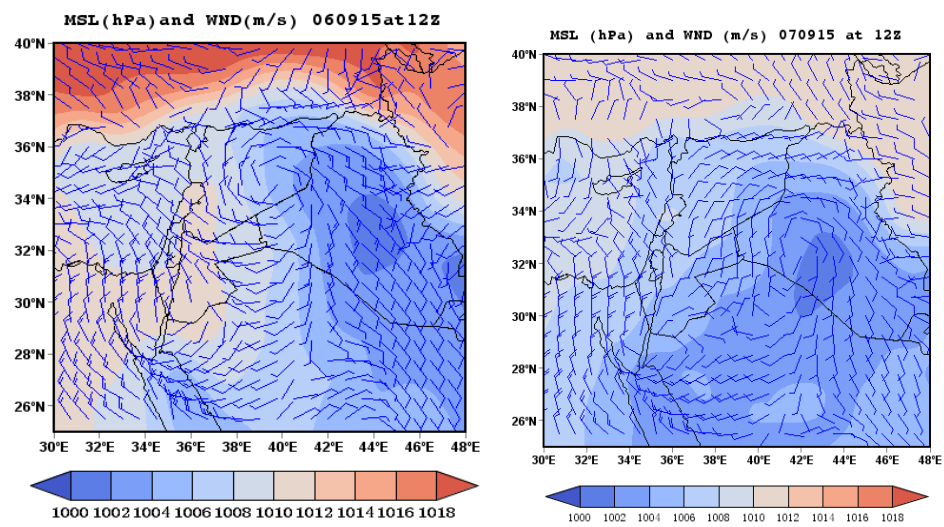 MSL(hPa)and WND(m/s) 060915at12Z
40°N
38°N
36°N
34°N
32°N
30°N
28°N
26°N
30°E 32°E 34°E 36°E 38°E 40°E 42°E 44°E 46°E 48°E
1000 1002 1004 1006 1008 1010 1012 1014 1016 1018
MSL (hPa) and WND (m/s) 070915 at 12Z
40°N
38°N
36°N
34°N
32°N
30°N
28°N
26°N
30°E 32°E 34°E 36°E 38°E 40°E 42°E 44°E 46°E 48°E
1000 1002 1004 1006 1008 1010 1012 1014 1016 1018